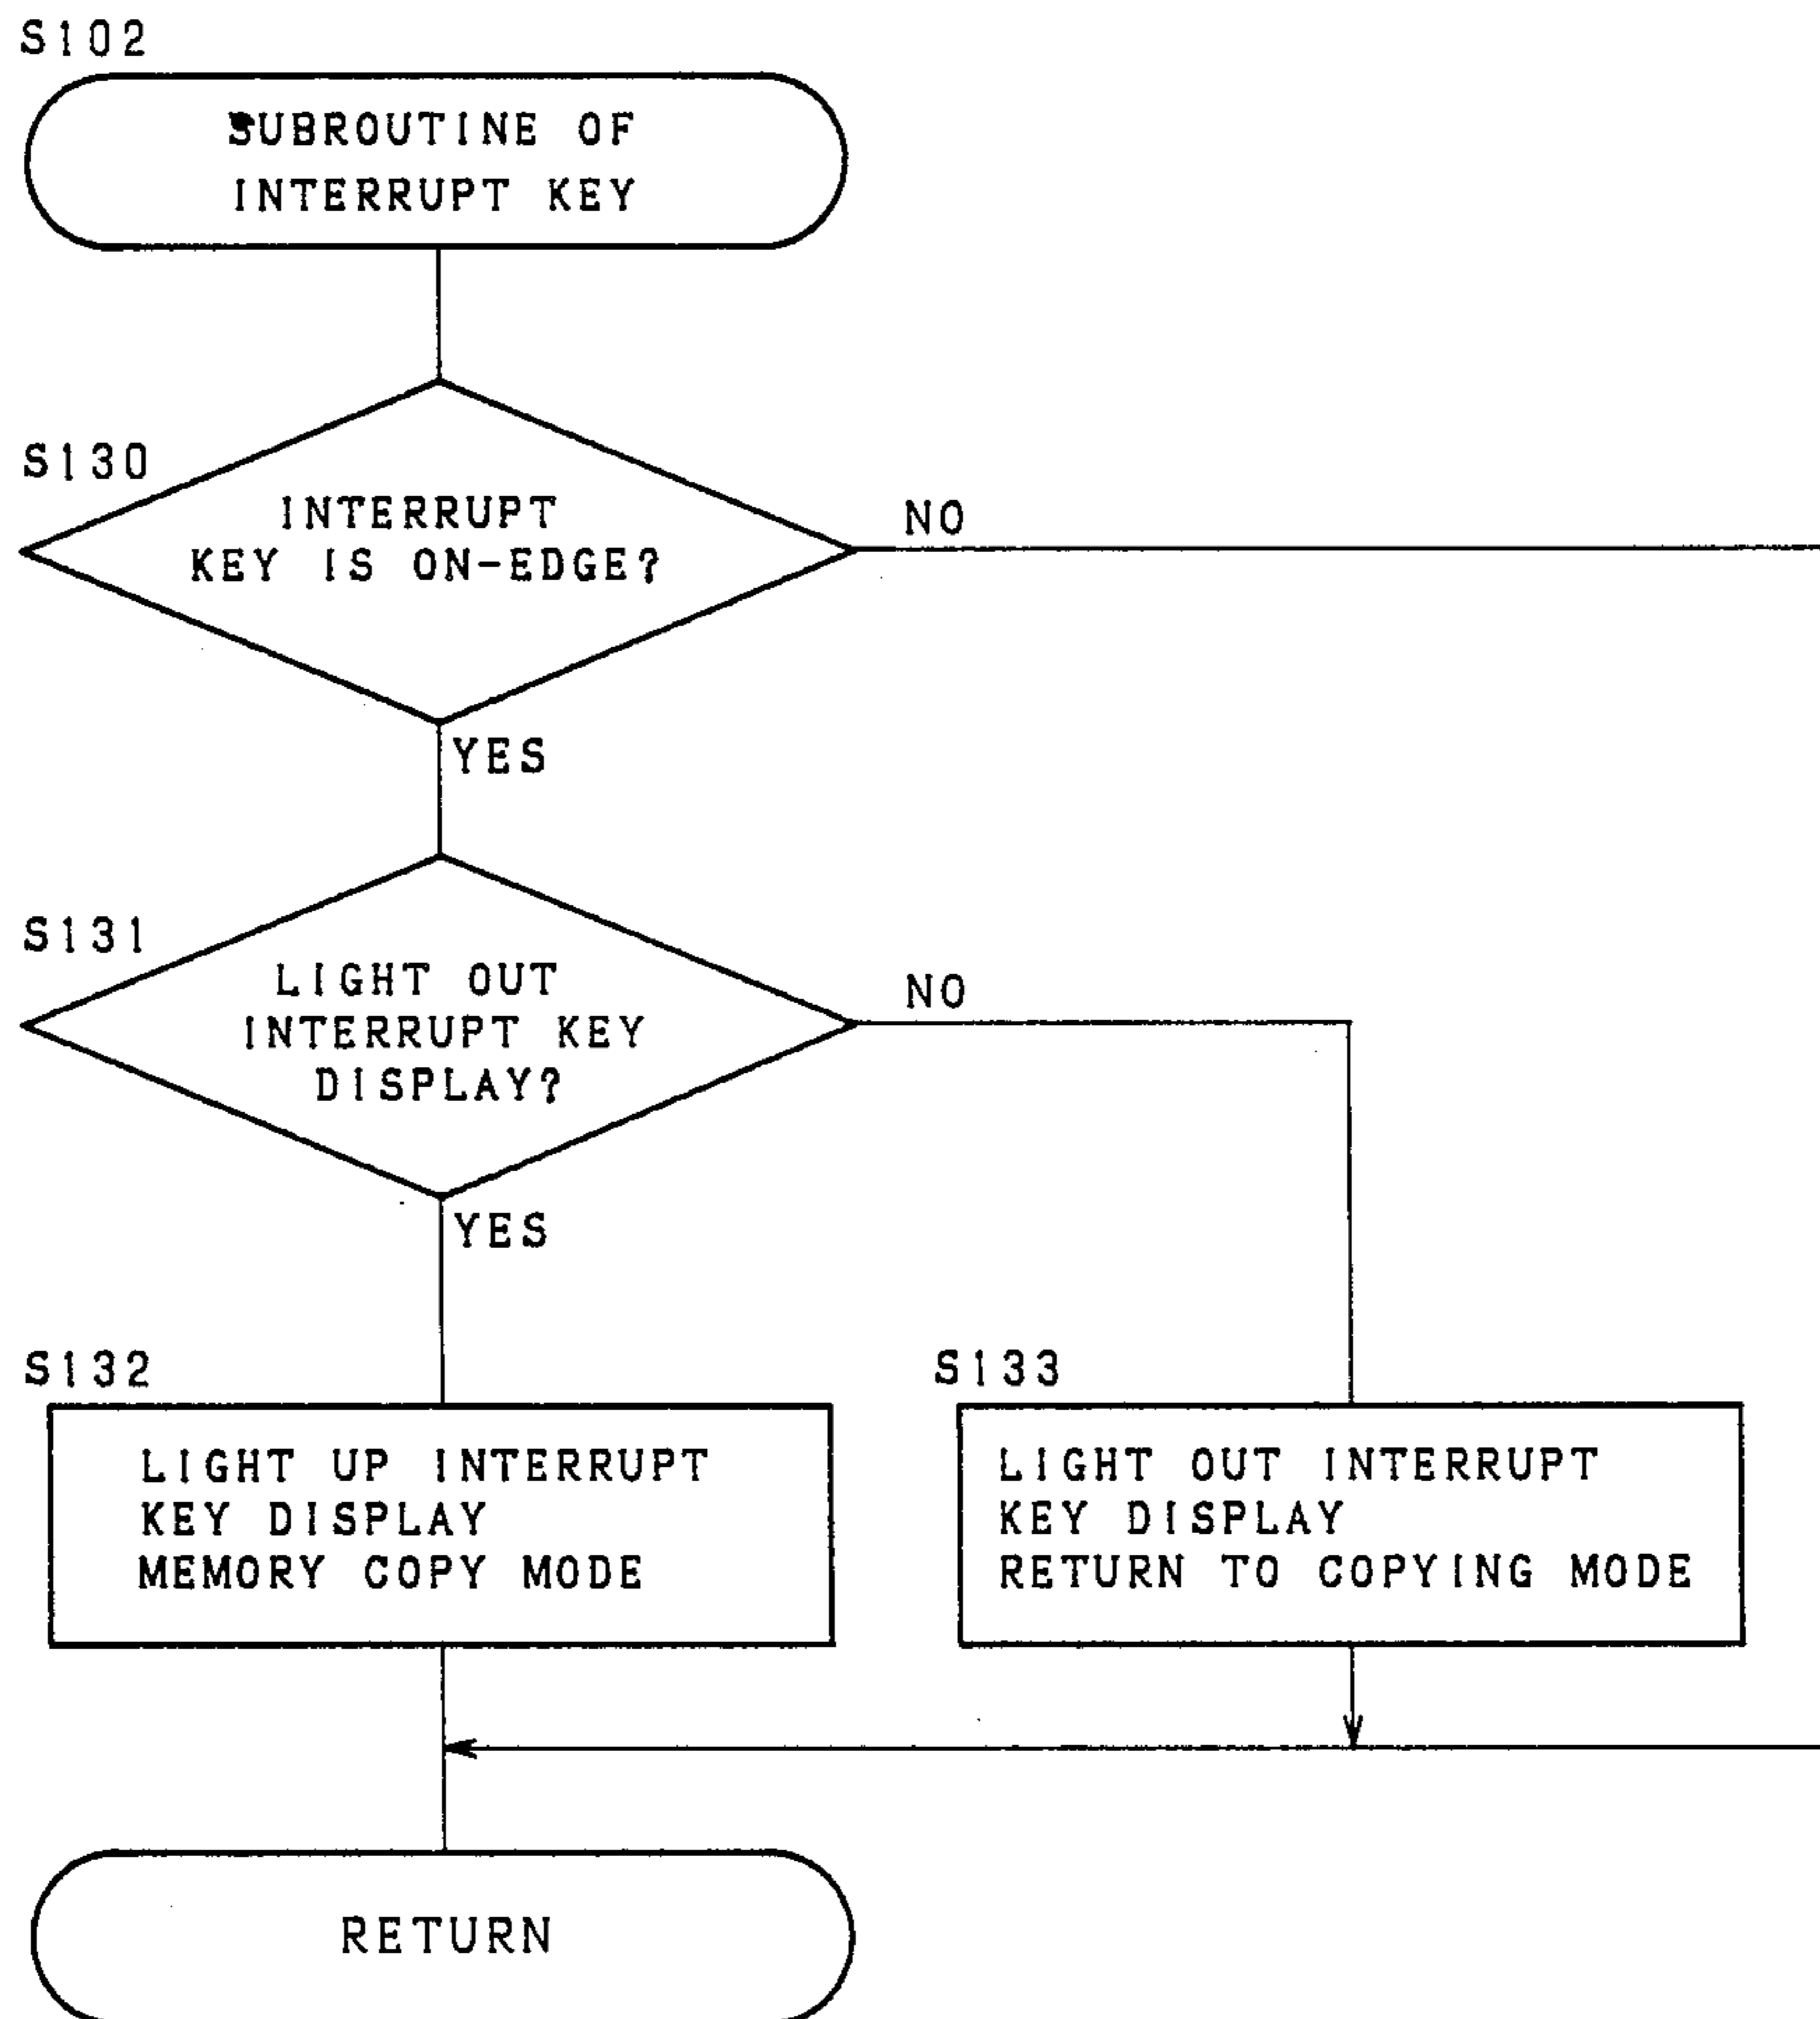 S102
SUBROUTINE OF
INTERRUPT KEY
S130
INTERRUPT
KEY IS ON-EDGE?
NO
YES
S131
LIGHT OUT
INTERRUPT KEY
DISPLAY?
NO
YES
S132
LIGHT UP INTERRUPT
KEY DISPLAY
MEMORY COPY MODE
S133
LIGHT OUT INTERRUPT
KEY DISPLAY
RETURN TO COPYING MODE
RETURN